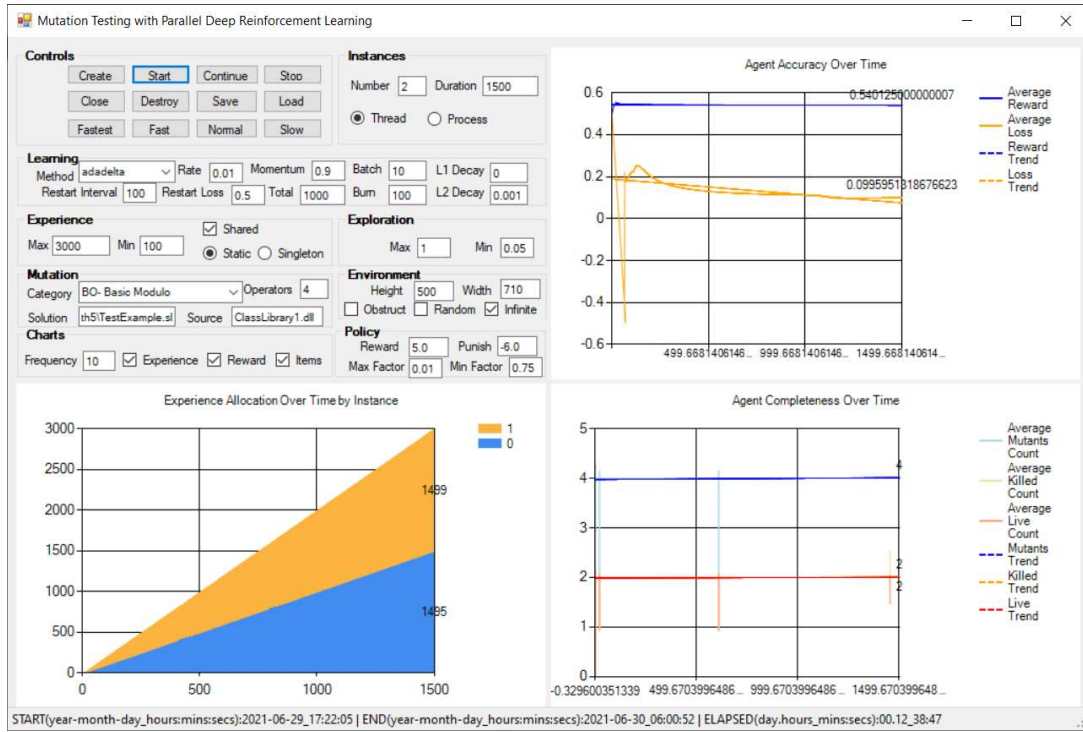 Mutation Testing with Parallel Deep Reinforcement Learning
Controls
Create Start Continue Stop
Close Destroy Save Load
Fastest Fast Normal Slow
Instances
Number 2 Duration 1500
Thread Process
Learning
Method adadelta Rate 0.01 Momentum 0.9 Batch 10 L1 Decay 0
Restart Interval 100 Restart Loss 0.5 Total 1000 Burn 100 L2 Decay 0.001
Experience
Shared
Max 3000 Min 100
Static Singleton
Exploration
Max 1 Min 0.05
Mutation
Category BO- Basic Modulo Operators 4
Solution th5\TestExample.sl Source ClassLibrary1.dll
Environment
Height 500 Width 710
Obstruct Random Infinite
Charts
Frequency 10 Experience Reward Items
Policy
Reward 5.0 Punish -6.0
Max Factor 0.01 Min Factor 0.75
Agent Accuracy Over Time
0.6
0.4
0.2
0
-0.2
-0.4
-0.6
0.540125000000007
0.0995951318676623
499.6681406146... 999.6681406146... 1499.668140614...
Average
Reward
Average
Loss
Reward
Trend
Loss
Trend
Experience Allocation Over Time by Instance
3000
2500
2000
1500
1000
500
0
1499
1495
0 500 1000 1500
1
0
Agent Completeness Over Time
5
4
3
2
1
0
4
2
2
-0.329600351339 499.6703996486... 999.6703996486... 1499.670399648...
Average
Mutants
Count
Average
Killed
Count
Average
Live
Count
Mutants
Trend
Killed
Trend
Live
Trend
START(year-month-day_hours:mins:secs):2021-06-29_17:22:05 | END(year-month-day_hours:mins:secs):2021-06-30_06:00:52 | ELAPSED(day.hours_mins:secs):00.12_38:47